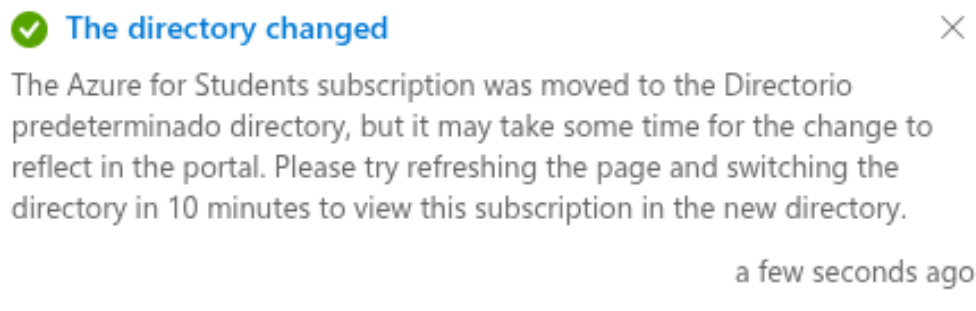 The directory changed
The Azure for Students subscription was moved to the Directorio
predeterminado directory, but it may take some time for the change to
reflect in the portal. Please try refreshing the page and switching the
directory in 10 minutes to view this subscription in the new directory.
a few seconds ago